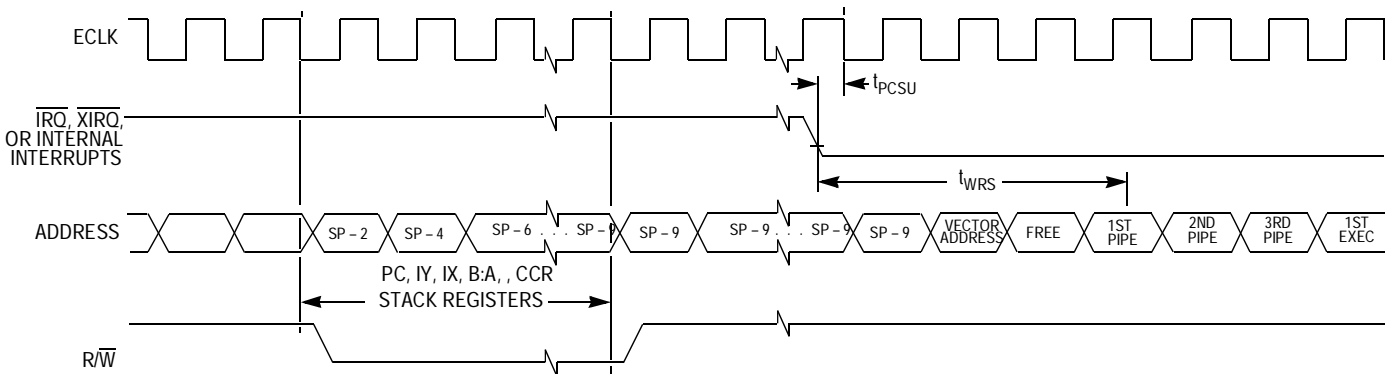 ECLK
tPCSU
IRQ, XIRQ,
OR INTERNAL
INTERRUPTS
tWRS
ADDRESS
SP – 2
SP – 4
SP – 6 . . . SP – 9
SP – 9
SP – 9 . . . SP – 9
SP – 9
VECTOR
ADDRESS
FREE
1ST
PIPE
2ND
PIPE
3RD
PIPE
1ST
EXEC
PC, IY, IX, B:A, , CCR
STACK REGISTERS
R/W